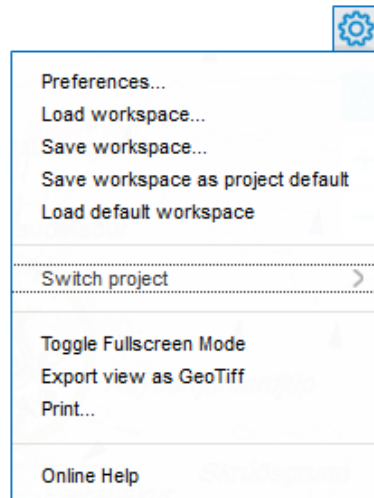 Preferences...
Load workspace...
Save workspace...
Save workspace as project default
Load default workspace
Switch project
Toggle Fullscreen Mode
Export view as GeoTiff
Print...
Online Help